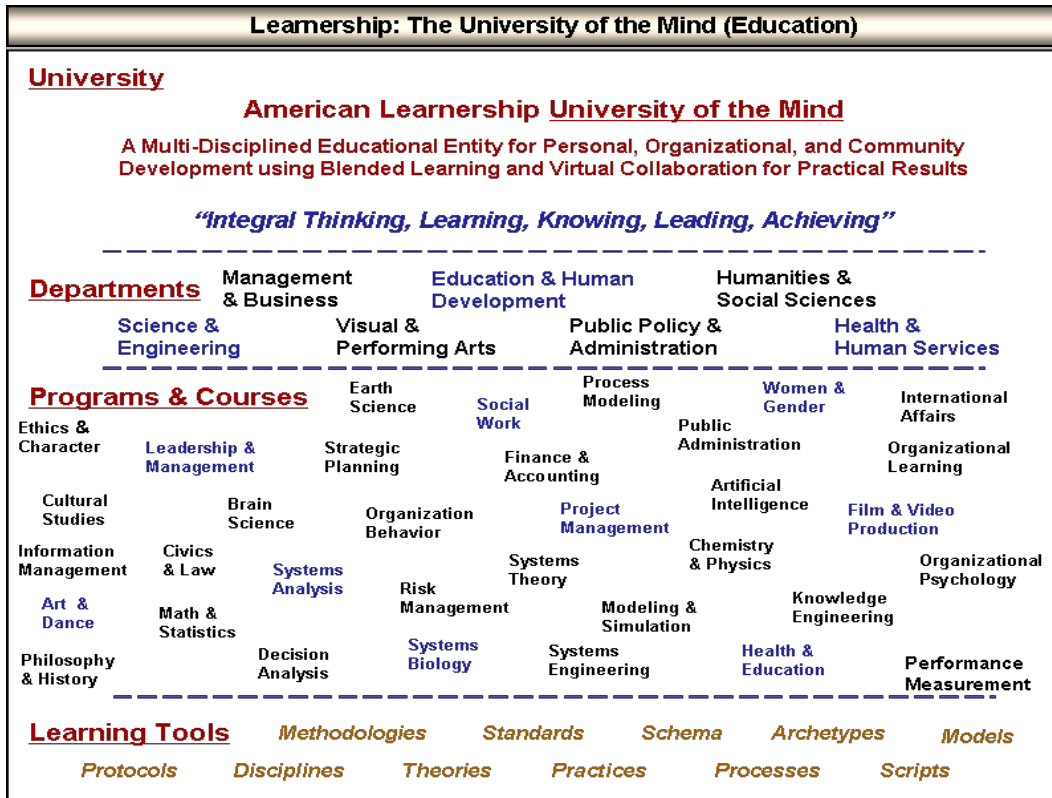 Learnership: The University of the Mind (Education)
University
American Learnership University of the Mind
A Multi-Disciplined Educational Entity for Personal, Organizational, and Community
Development using Blended Learning and Virtual Collaboration for Practical Results
“Integral Thinking, Learning, Knowing, Leading, Achieving”
Departments
Management
& Business
Education & Human
Development
Humanities &
Social Sciences
Science &
Engineering
Visual &
Performing Arts
Public Policy &
Administration
Health &
Human Services
Programs & Courses
Earth
Science
Social
Work
Process
Modeling
Women &
Gender
International
Affairs
Ethics &
Character
Leadership &
Management
Strategic
Planning
Finance &
Accounting
Public
Administration
Organizational
Learning
Cultural
Studies
Brain
Science
Organization
Behavior
Project
Management
Artificial
Intelligence
Film & Video
Production
Information
Management
Civics
& Law
Systems
Analysis
Systems
Theory
Chemistry
& Physics
Organizational
Psychology
Art &
Dance
Math &
Statistics
Risk
Management
Modeling &
Simulation
Knowledge
Engineering
Philosophy
& History
Decision
Analysis
Systems
Biology
Systems
Engineering
Health &
Education
Performance
Measurement
Learning Tools
Methodologies
Standards
Schema
Archetypes
Models
Protocols
Disciplines
Theories
Practices
Processes
Scripts